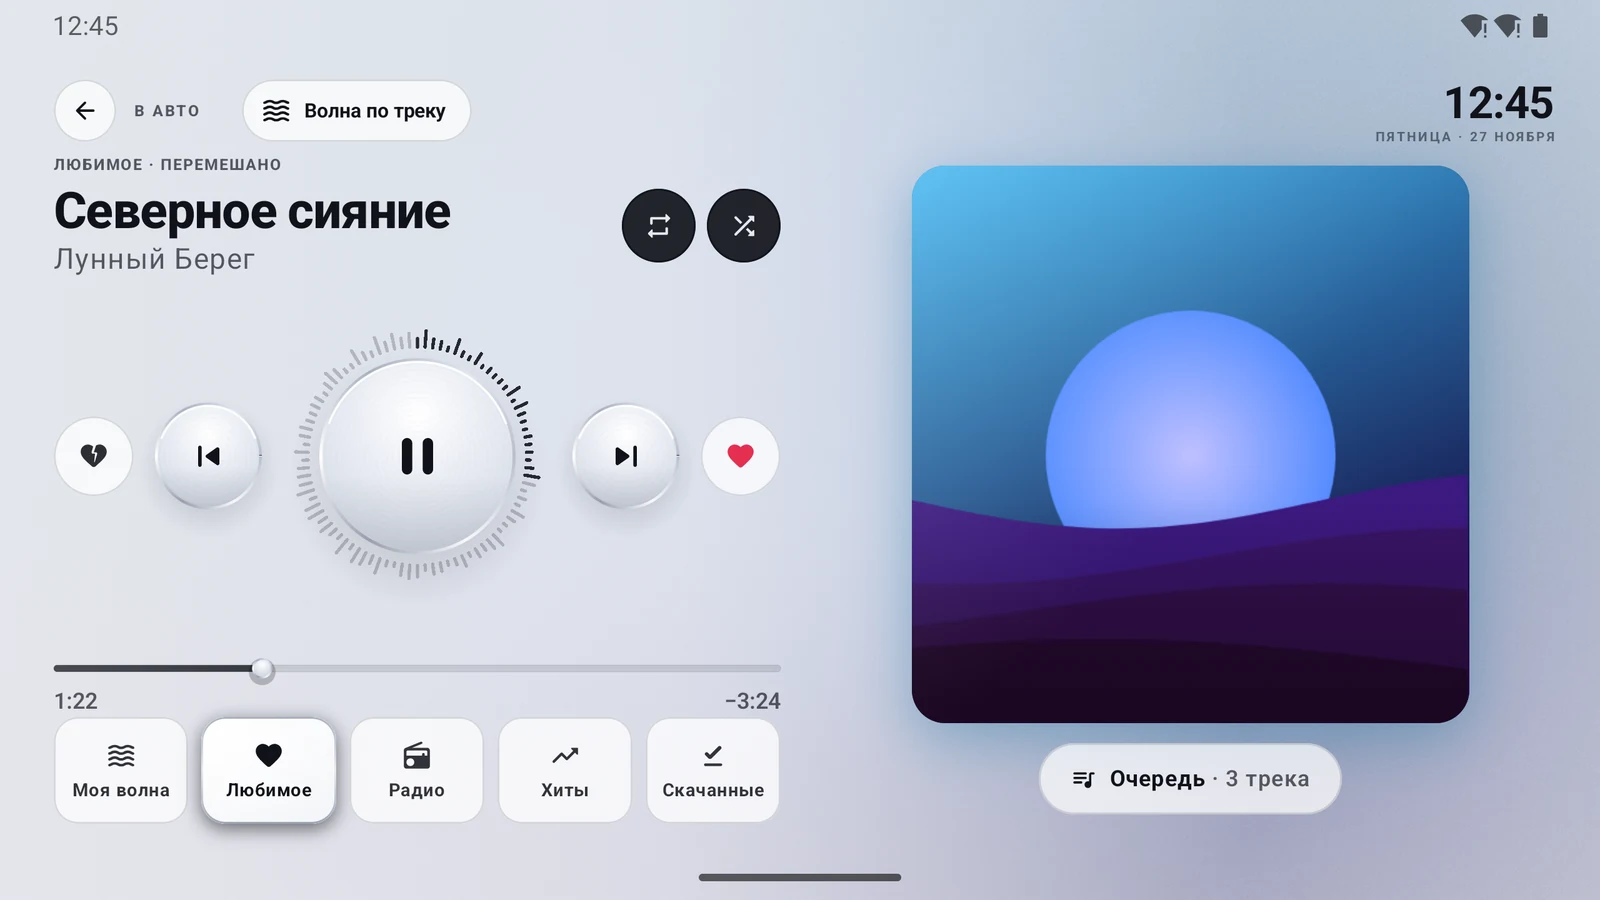 12:45
В АВТО
Волна по треку
12:45
ПЯТНИЦА · 27 НОЯБРЯ
ЛЮБИМОЕ · ПЕРЕМЕШАНО
Северное сияние
Лунный Берег
1:22
−3:24
Моя волна
Любимое
Радио
Хиты
Скачанные
Очередь · 3 трека